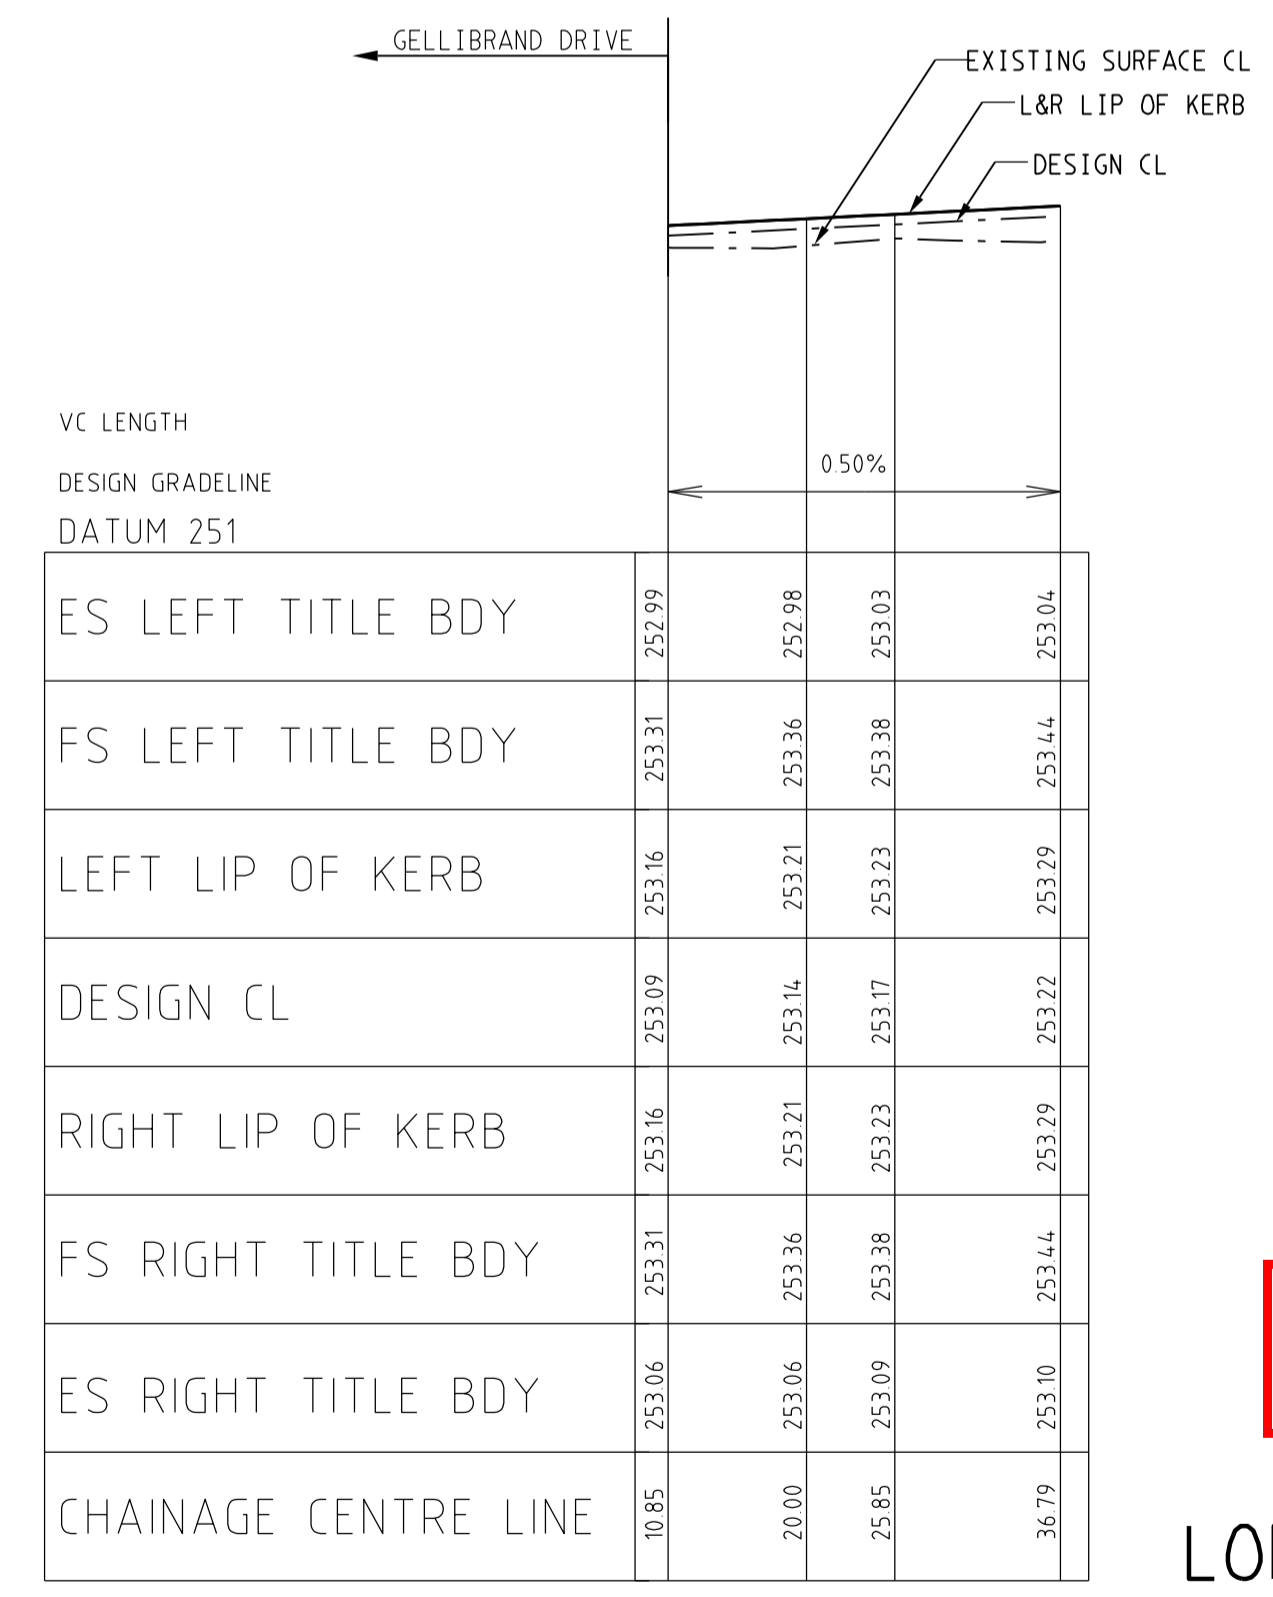 GELLIBRAND DRIVE
EXISTING SURFACE CL
L&R LIP OF KERB
DESIGN CL
VC LENGTH
0.50%
DESIGN GRADELINE
DATUM 251
ES LEFT TITLE BDY 252.99 252.98 253.03 253.04
FS LEFT TITLE BDY 253.31 253.36 253.38 253.44
LEFT LIP OF KERB 253.16 253.21 253.23 253.29
DESIGN CL 253.09 253.14 253.17 253.22
RIGHT LIP OF KERB 253.16 253.21 253.23 253.29
FS RIGHT TITLE BDY 253.31 253.36 253.38 253.44
ES RIGHT TITLE BDY 253.06 253.06 253.09 253.10
CHAINAGE CENTRE LINE 10.85 20.00 25.85 36.79